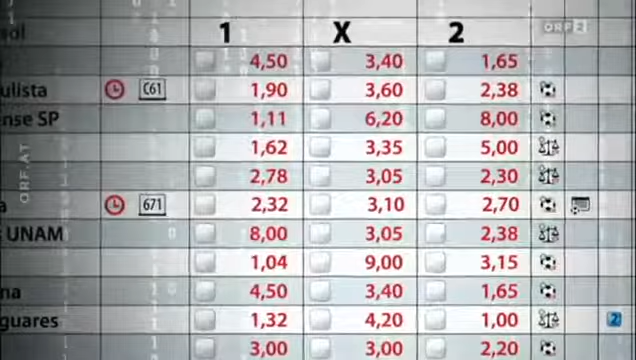 sol 1 X 2 ORF 2
4,50 3,40 1,65
ulista C61 1,90 3,60 2,38
ense SP 1,11 6,20 8,00
1,62 3,35 5,00
2,78 3,05 2,30
a 671 2,32 3,10 2,70
UNAM 8,00 3,05 2,38
1,04 9,00 3,15
na 4,50 3,40 1,65
guares 1,32 4,20 1,00 2
3,00 3,00 2,20
ORF.AT